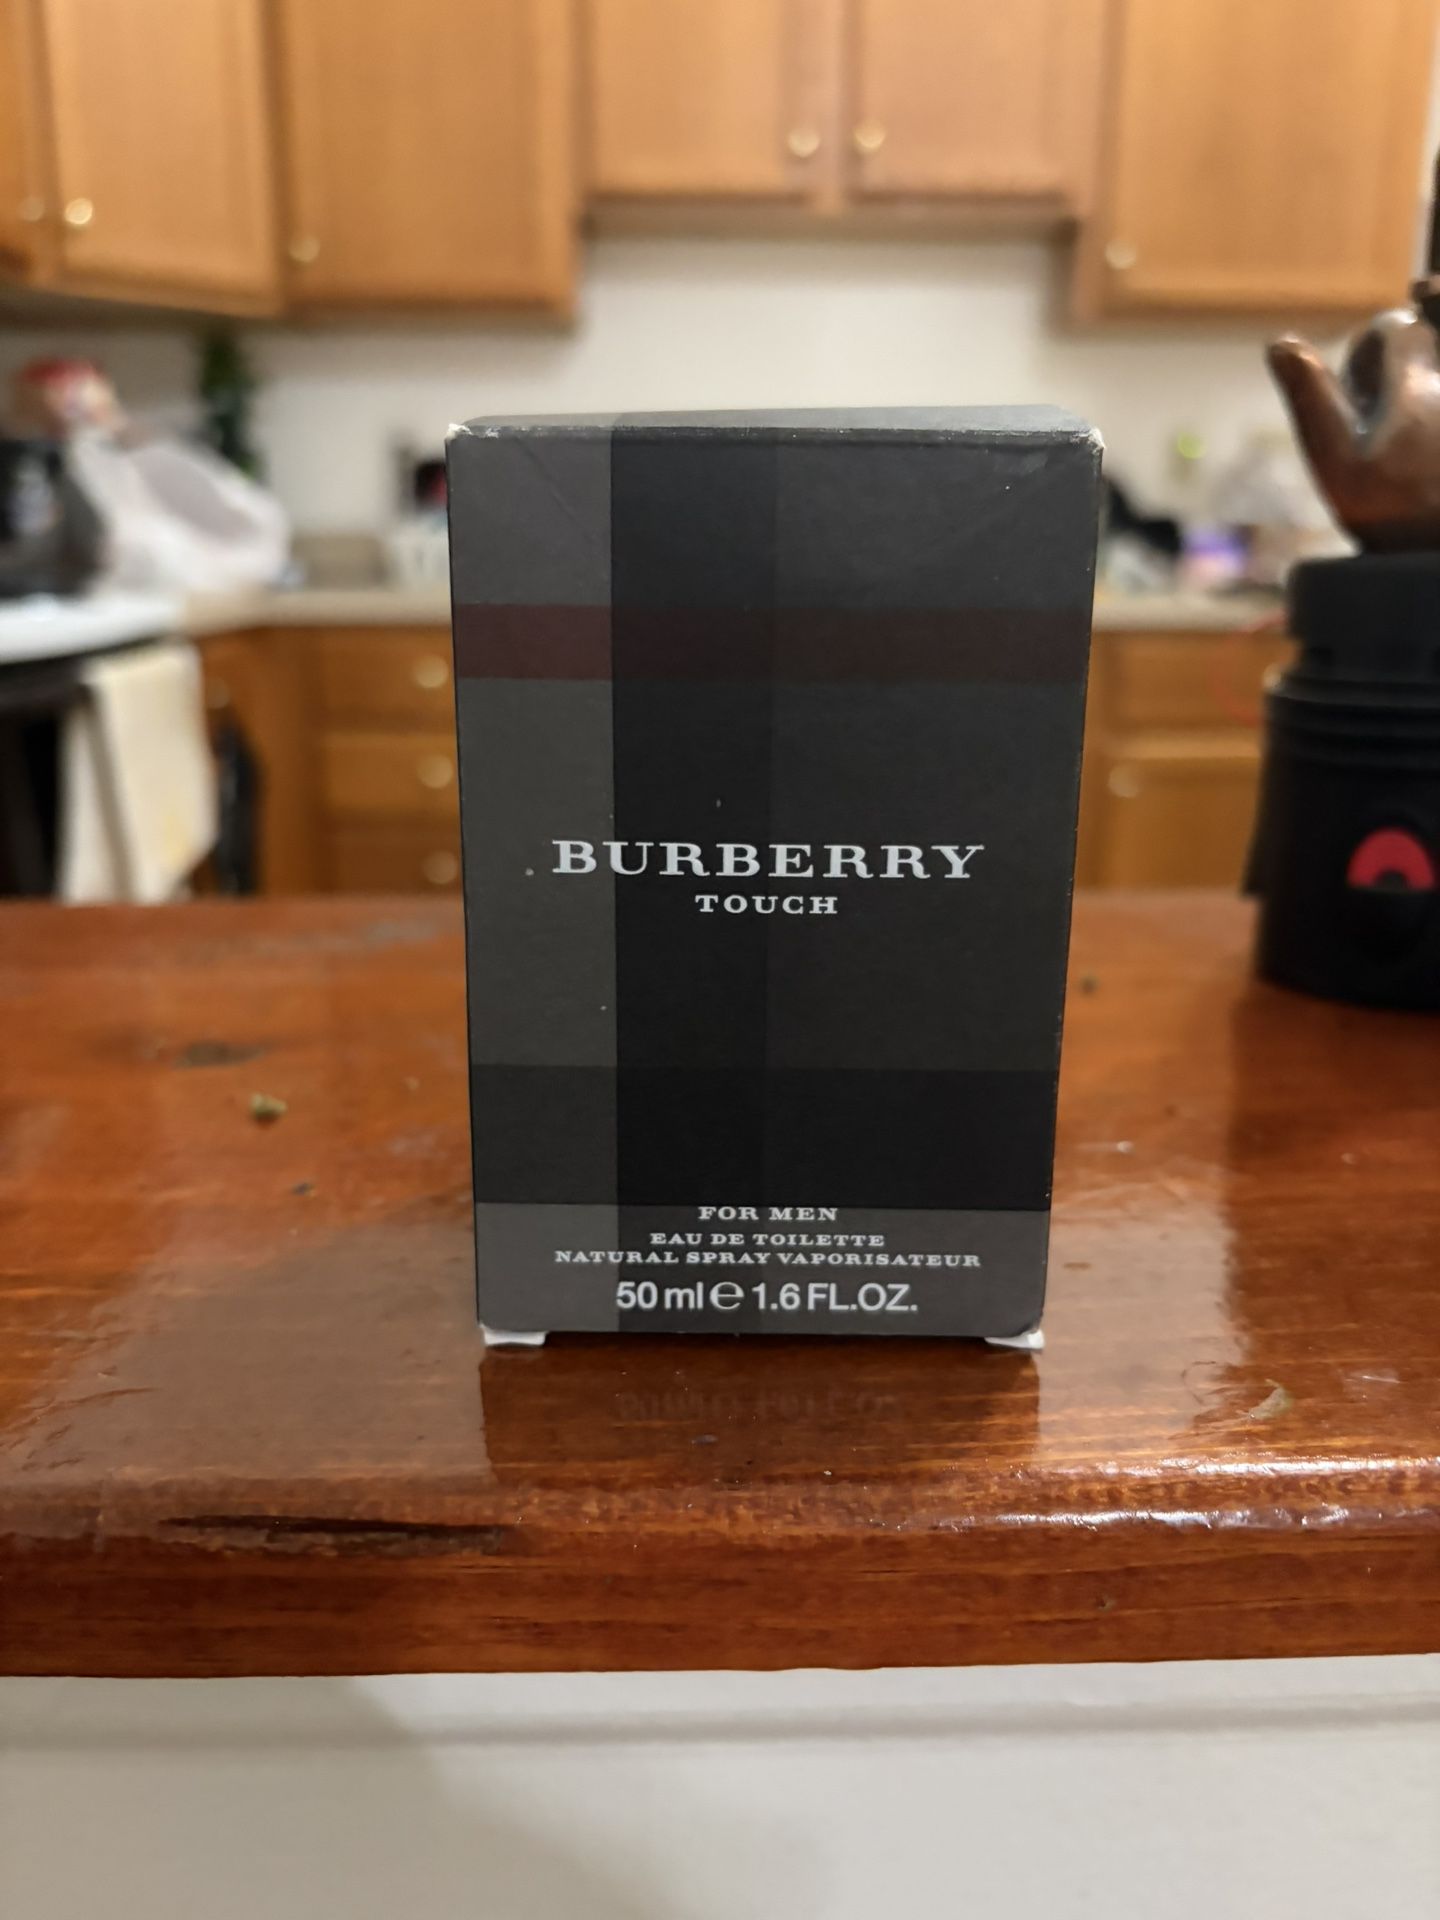 BURBERRY
TOUCH
FOR MEN
EAU DE TOILETTE
NATURAL SPRAY VAPORISATEUR
50 ml ℮ 1.6 FL.OZ.